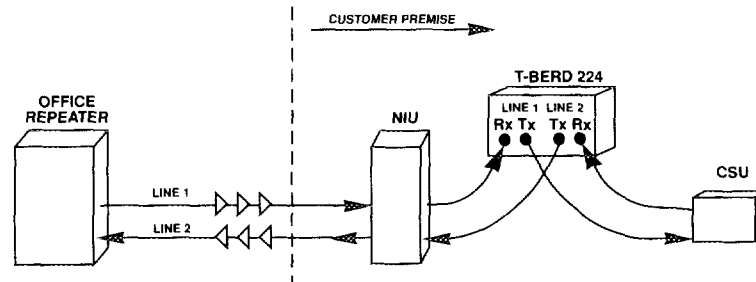 CUSTOMER PREMISE
T-BERD 224
OFFICE
REPEATER
NIU
LINE 1 LINE 2
Rx Tx Tx Rx
CSU
LINE 1
LINE 2